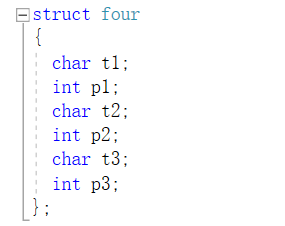 struct four
{
char t1;
int p1;
char t2;
int p2;
char t3;
int p3;
};